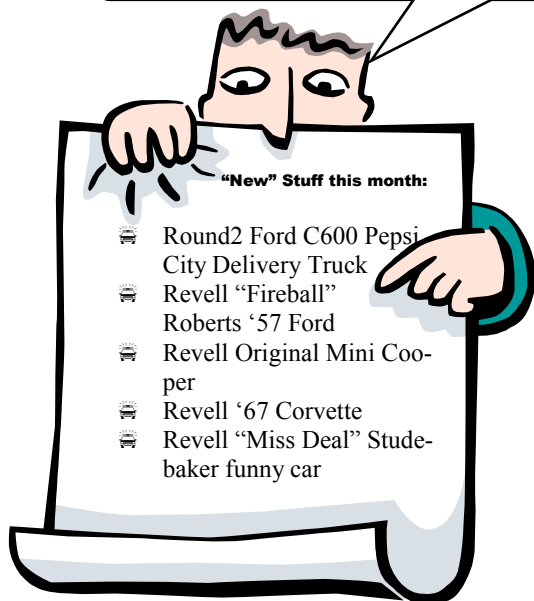 “New” Stuff this month:
Round2 Ford C600 Pepsi
City Delivery Truck
Revell “Fireball”
Roberts ‘57 Ford
Revell Original Mini Coo-
per
Revell ‘67 Corvette
Revell “Miss Deal” Stude-
baker funny car